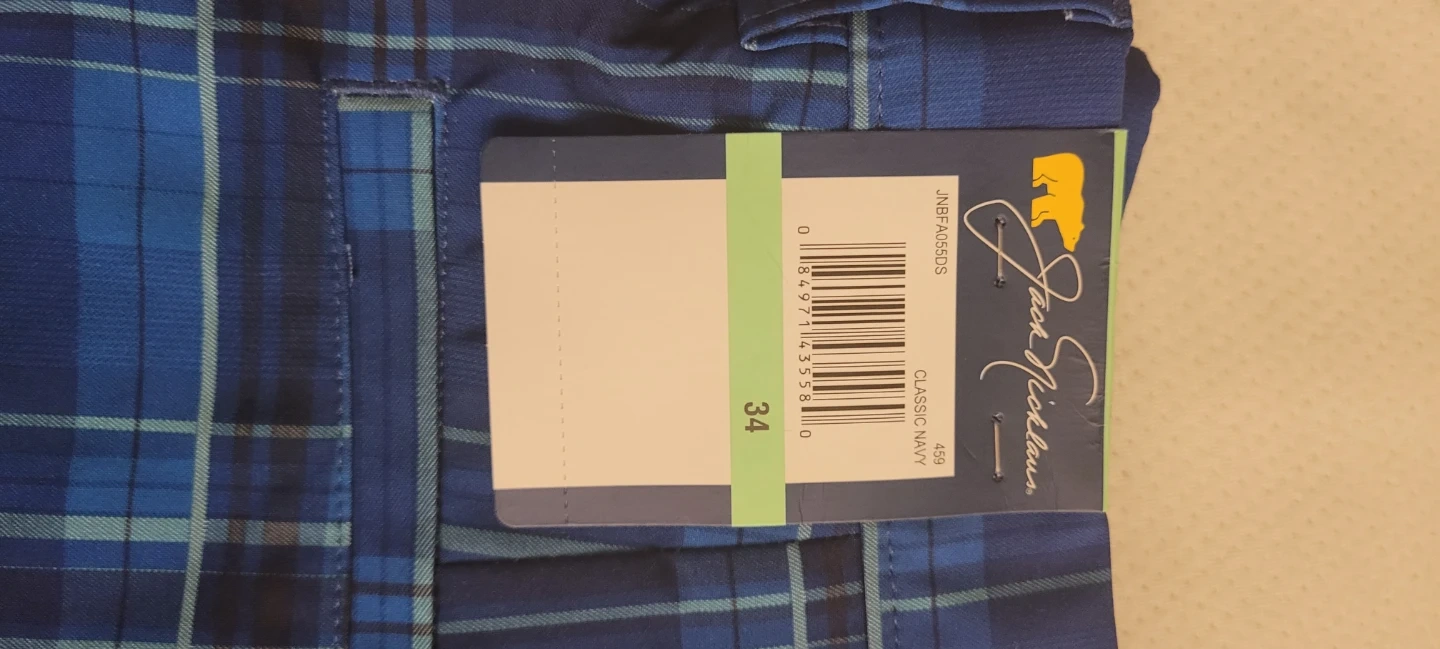 Jack Nicklaus®
JNBFA055DS 459
CLASSIC NAVY
0 84971 43558 0
34